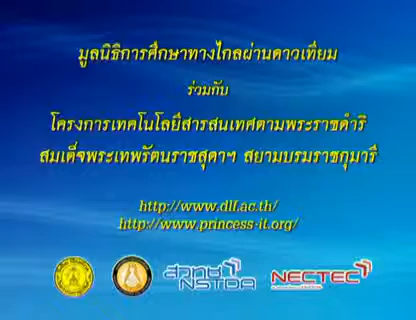 มูลนิธิการศึกษาทางไกลผ่านดาวเทียม
ร่วมกับ
โครงการเทคโนโลยีสารสนเทศตามพระราชดำริ
สมเด็จพระเทพรัตนราชสุดาฯ สยามบรมราชกุมารี
http://www.dlf.ac.th/
http://www.princess-it.org/
สวทช NECTEC
NSTDA